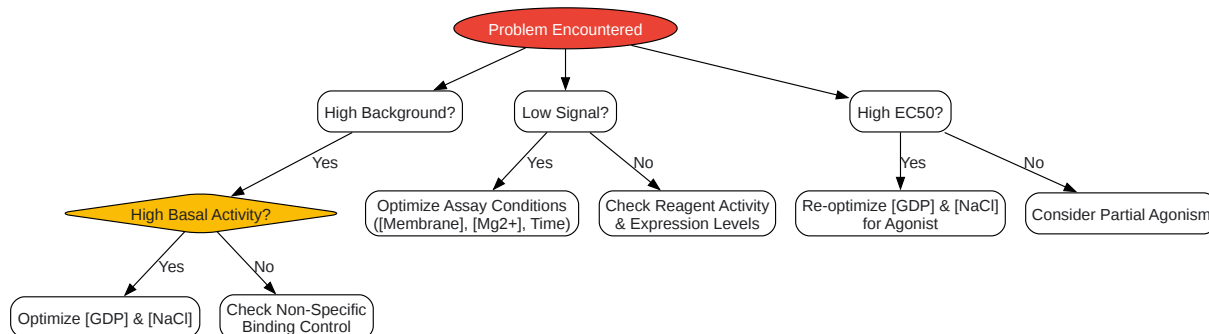 Problem Encountered
High Background?
Low Signal?
High EC50?
Yes
Yes
No
Yes
No
High Basal Activity?
Optimize Assay Conditions
([Membrane], [Mg2+], Time)
Check Reagent Activity
& Expression Levels
Re-optimize [GDP] & [NaCl]
for Agonist
Consider Partial Agonism
Yes
No
Optimize [GDP] & [NaCl]
Check Non-Specific
Binding Control